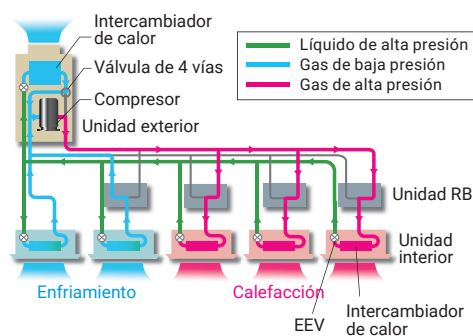 Intercambiador
de calor
Válvula de 4 vías
Compresor
Unidad exterior
Líquido de alta presión
Gas de baja presión
Gas de alta presión
Unidad RB
Unidad
interior
Enfriamiento
Calefacción
EEV
Intercambiador
de calor